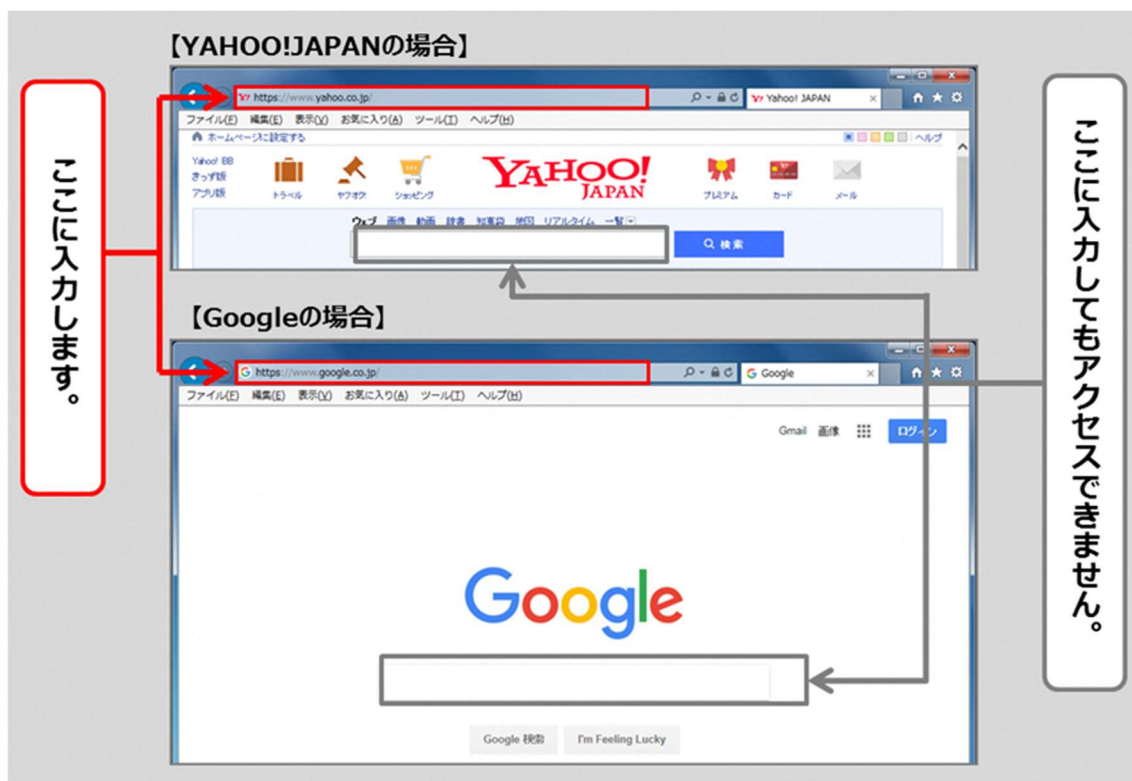 【YAHOO!JAPANの場合】
https://www.yahoo.co.jp/
Yahoo! JAPAN
ファイル(F) 編集(E) 表示(V) お気に入り(A) ツール(T) ヘルプ(H)
ホームページに設定する
ヘルプ
Yahoo! BB
きっず版
アプリ版
トラベル ヤフオク! ショッピング
YAHOO!
JAPAN
プレミアム カード メール
ウェブ 画像 動画 辞書 知恵袋 地図 リアルタイム 一覧
検索
ここに入力します。
ここに入力してもアクセスできません。
【Googleの場合】
https://www.google.co.jp/
Google
ファイル(F) 編集(E) 表示(V) お気に入り(A) ツール(T) ヘルプ(H)
Gmail 画像
ログイン
Google
Google 検索 I'm Feeling Lucky